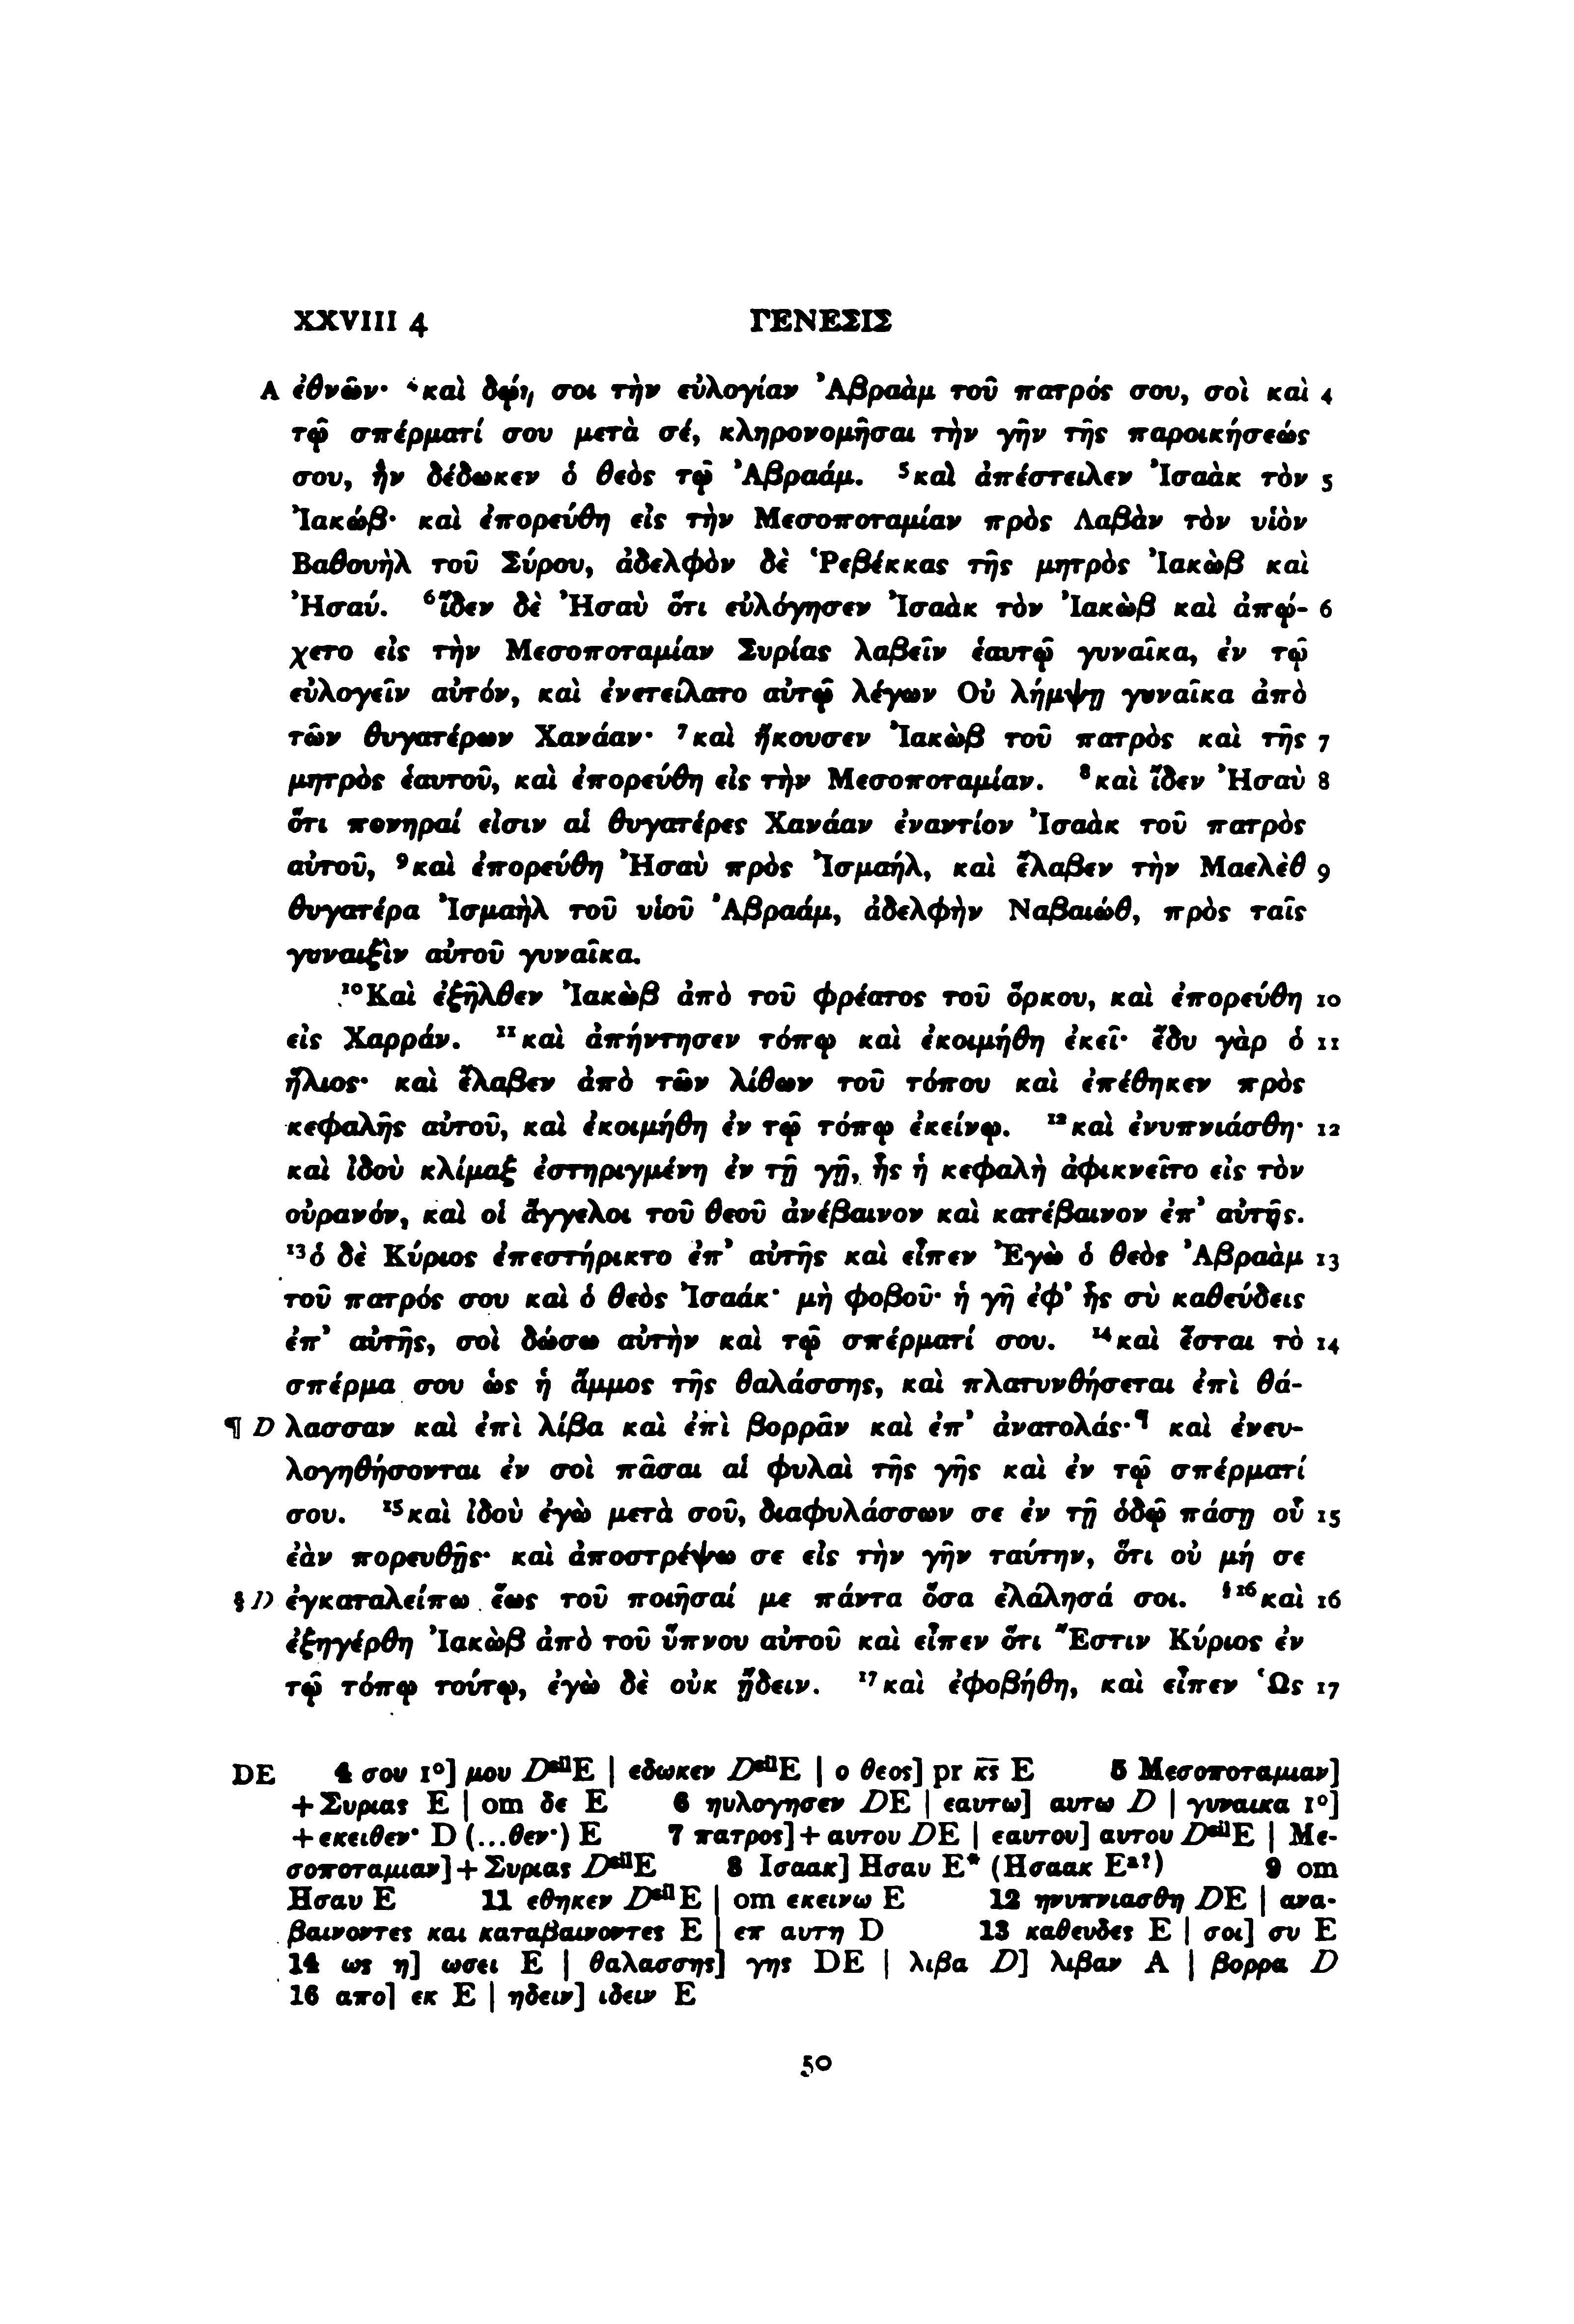 XXVIII 4 ΓΕΝΕΣΙΣ
A ἐθνῶν· ⁴καὶ δῴη σοι τὴν εὐλογίαν Ἀβραὰμ τοῦ πατρός σου, σοὶ καὶ 4
τῷ σπέρματί σου μετὰ σέ, κληρονομῆσαι τὴν γῆν τῆς παροικήσεώς
σου, ἣν δέδωκεν ὁ θεὸς τῷ Ἀβραάμ. ⁵καὶ ἀπέστειλεν Ἰσαὰκ τὸν 5
Ἰακώβ· καὶ ἐπορεύθη εἰς τὴν Μεσοποταμίαν πρὸς Λαβὰν τὸν υἱὸν
Βαθουὴλ τοῦ Σύρου, ἀδελφὸν δὲ Ῥεβέκκας τῆς μητρὸς Ἰακὼβ καὶ
Ἠσαύ. ⁶ἴδεν δὲ Ἠσαὺ ὅτι εὐλόγησεν Ἰσαὰκ τὸν Ἰακὼβ καὶ ἀπῴ- 6
χετο εἰς τὴν Μεσοποταμίαν Συρίας λαβεῖν ἑαυτῷ γυναῖκα, ἐν τῷ
εὐλογεῖν αὐτόν, καὶ ἐνετείλατο αὐτῷ λέγων Οὐ λήμψῃ γυναῖκα ἀπὸ
τῶν θυγατέρων Χανάαν· ⁷καὶ ἤκουσεν Ἰακὼβ τοῦ πατρὸς καὶ τῆς 7
μητρὸς ἑαυτοῦ, καὶ ἐπορεύθη εἰς τὴν Μεσοποταμίαν. ⁸καὶ ἴδεν Ἠσαὺ 8
ὅτι πονηραί εἰσιν αἱ θυγατέρες Χανάαν ἐναντίον Ἰσαὰκ τοῦ πατρὸς
αὐτοῦ, ⁹καὶ ἐπορεύθη Ἠσαὺ πρὸς Ἰσμαήλ, καὶ ἔλαβεν τὴν Μαελὲθ 9
θυγατέρα Ἰσμαὴλ τοῦ υἱοῦ Ἀβραάμ, ἀδελφὴν Ναβαιώθ, πρὸς ταῖς
γυναιξὶν αὐτοῦ γυναῖκα.
¹⁰Καὶ ἐξῆλθεν Ἰακὼβ ἀπὸ τοῦ φρέατος τοῦ ὅρκου, καὶ ἐπορεύθη 10
εἰς Χαρράν. ¹¹καὶ ἀπήντησεν τόπῳ καὶ ἐκοιμήθη ἐκεῖ· ἔδυ γὰρ ὁ 11
ἥλιος· καὶ ἔλαβεν ἀπὸ τῶν λίθων τοῦ τόπου καὶ ἐπέθηκεν πρὸς
κεφαλῆς αὐτοῦ, καὶ ἐκοιμήθη ἐν τῷ τόπῳ ἐκείνῳ. ¹²καὶ ἐνυπνιάσθη· 12
καὶ ἰδοὺ κλίμαξ ἐστηριγμένη ἐν τῇ γῇ, ἧς ἡ κεφαλὴ ἀφικνεῖτο εἰς τὸν
οὐρανόν, καὶ οἱ ἄγγελοι τοῦ θεοῦ ἀνέβαινον καὶ κατέβαινον ἐπ’ αὐτῆς.
¹³ὁ δὲ Κύριος ἐπεστήρικτο ἐπ’ αὐτῆς καὶ εἶπεν Ἐγὼ ὁ θεὸς Ἀβραὰμ 13
τοῦ πατρός σου καὶ ὁ θεὸς Ἰσαάκ· μὴ φοβοῦ· ἡ γῆ ἐφ’ ἧς σὺ καθεύδεις
ἐπ’ αὐτῆς, σοὶ δώσω αὐτὴν καὶ τῷ σπέρματί σου. ¹⁴καὶ ἔσται τὸ 14
σπέρμα σου ὡς ἡ ἄμμος τῆς θαλάσσης, καὶ πλατυνθήσεται ἐπὶ θά-
¶ D λασσαν καὶ ἐπὶ λίβα καὶ ἐπὶ βορρᾶν καὶ ἐπ’ ἀνατολάς·¶ καὶ ἐνευ-
λογηθήσονται ἐν σοὶ πᾶσαι αἱ φυλαὶ τῆς γῆς καὶ ἐν τῷ σπέρματί
σου. ¹⁵καὶ ἰδοὺ ἐγὼ μετὰ σοῦ, διαφυλάσσων σε ἐν τῇ ὁδῷ πάσῃ οὗ 15
ἐὰν πορευθῇς· καὶ ἀποστρέψω σε εἰς τὴν γῆν ταύτην, ὅτι οὐ μή σε
§ D ἐγκαταλείπω ἕως τοῦ ποιῆσαί με πάντα ὅσα ἐλάλησά σοι. §¹⁶καὶ 16
ἐξηγέρθη Ἰακὼβ ἀπὸ τοῦ ὕπνου αὐτοῦ καὶ εἶπεν ὅτι Ἔστιν Κύριος ἐν
τῷ τόπῳ τούτῳ, ἐγὼ δὲ οὐκ ᾔδειν. ¹⁷καὶ ἐφοβήθη, καὶ εἶπεν Ὡς 17
DE 4 σου 1°] μου Dˢⁱˡ E | εδωκεν Dˢⁱˡ E | ο θεος] pr κ̅ς̅ E 5 Μεσοποταμιαν]
+ Συριας E | om δε E 6 ηυλογησεν DE | εαυτω] αυτω D | γυναικα 1°]
+ εκειθεν· D (...θεν·) E 7 πατρος] + αυτου DE | εαυτου] αυτου Dˢⁱˡ E | Με-
σοποταμιαν] + Συριας Dˢⁱˡ E 8 Ισαακ] Ησαυ E* (Ησαακ Eᵃ?) 9 om
Ησαυ E 11 εθηκεν Dˢⁱˡ E | om εκεινω E 12 ηνυπνιασθη DE | ανα-
βαινοντες και καταβαινοντες E | επ αυτη D 13 καθευδες E | σοι] συ E
14 ως η] ωσει E | θαλασσης] γης DE | λιβα D] λιβαν A | βορρα D
16 απο] εκ E | ηδειν] ιδειν E
50